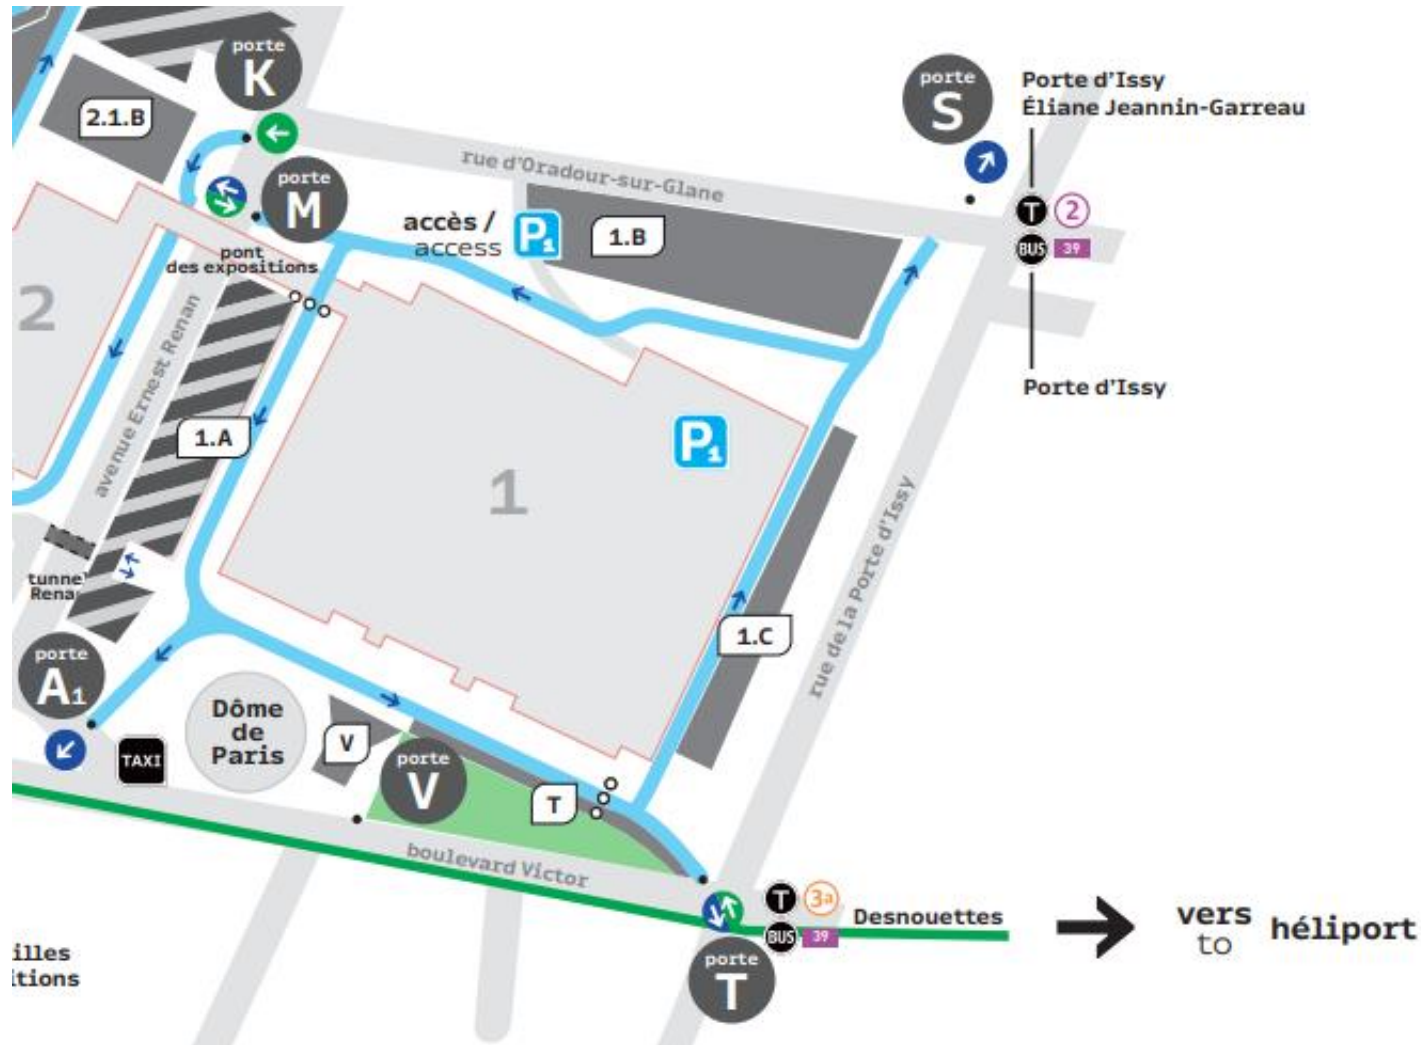 porte
K
2.1.B
porte
S
Porte d'Issy
Éliane Jeannin-Garreau
rue d'Oradour-sur-Glane
porte
M
accès /
access
P1
1.B
T 2
BUS 39
pont
des expositions
2
avenue Ernest Renan
Porte d'Issy
1.A
P1
1
rue de la Porte d'Issy
1.C
porte
A1
Dôme
de
Paris
TAXI
V
porte
V
T
boulevard Victor
T 3a
BUS 39
Desnouettes
vers
to
héliport
porte
T